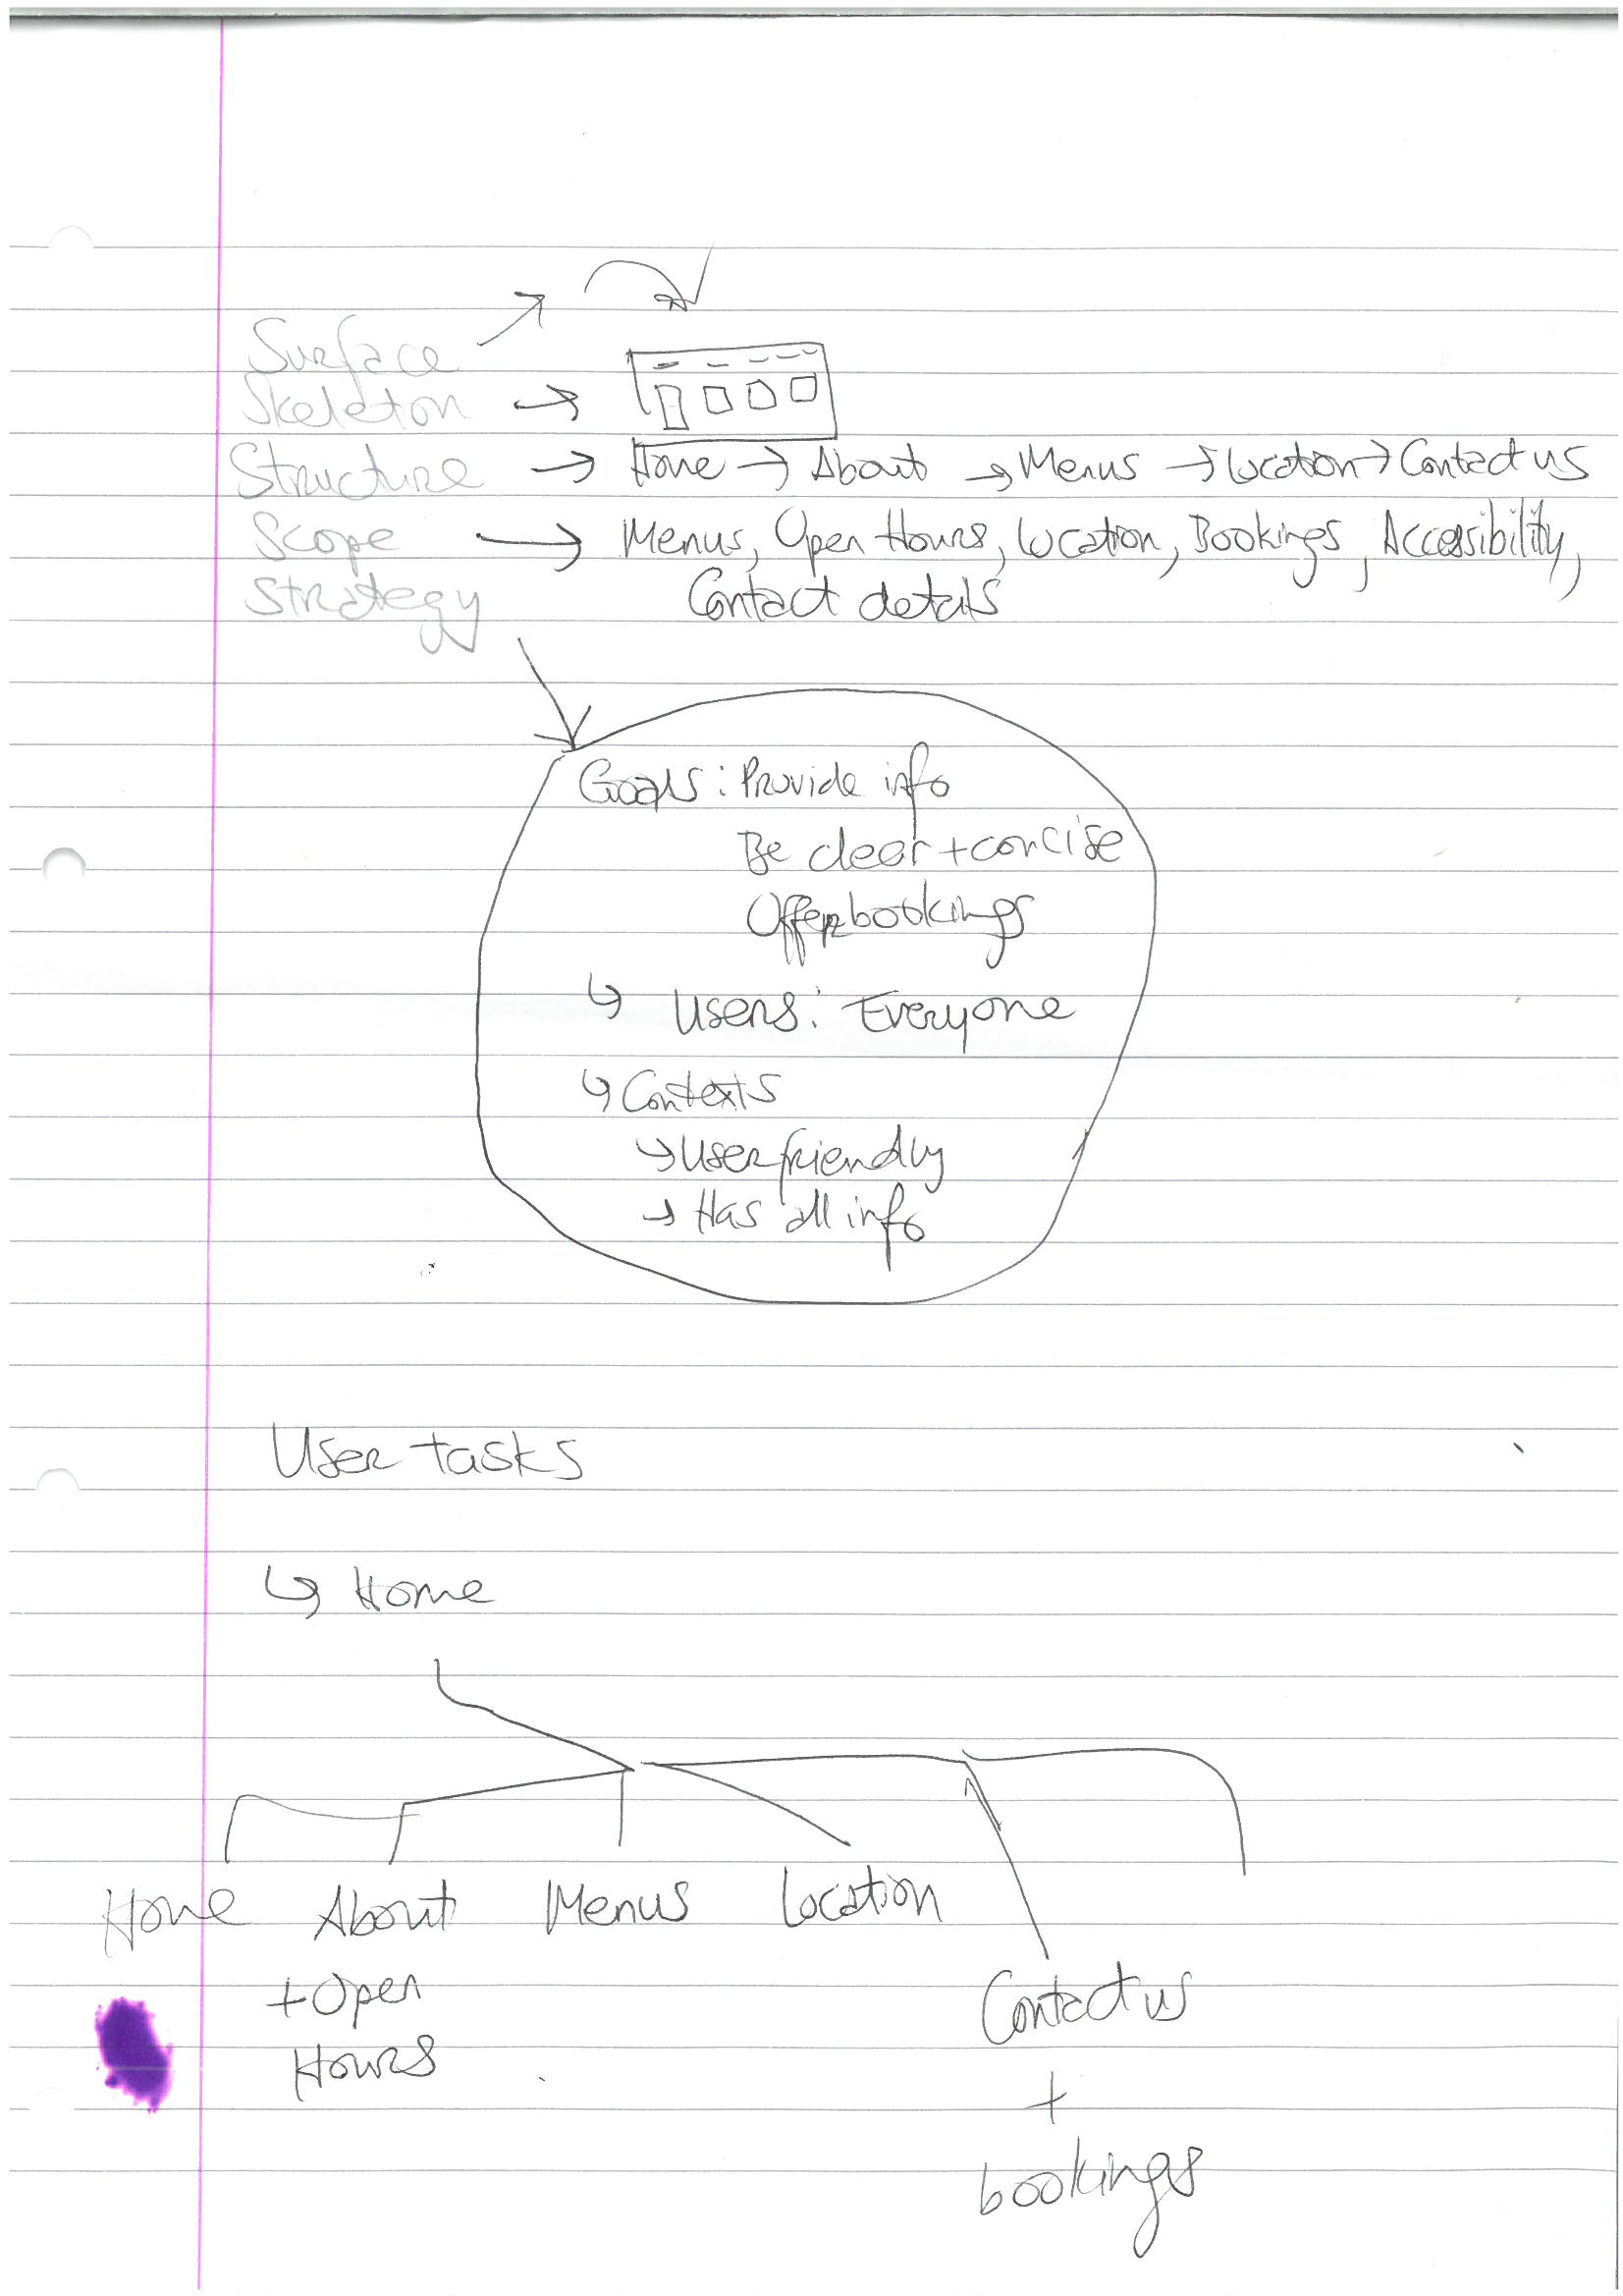 Surface →
Skeleton →
Structure → Home → About → Menus → Location → Contact us
Scope → Menus, Open Hours, Location, Bookings, Accessibility,
Contact details
Strategy
Goals: Provide info
Be clear + concise
Offer bookings
↳ Users: Everyone
↳ Contexts
→ User friendly
→ Has all info
User tasks
↳ Home
Home About Menus Location
+ Open
Hours
Contact us
+
bookings